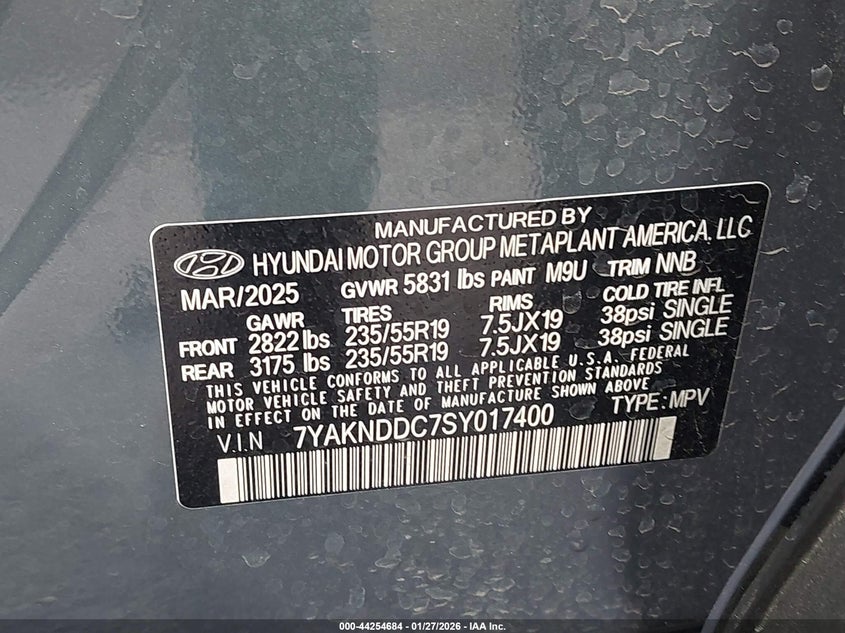 MANUFACTURED BY
HYUNDAI MOTOR GROUP METAPLANT AMERICA, LLC
MAR/2025 GVWR 5831 lbs PAINT M9U TRIM NNB
GAWR TIRES RIMS COLD TIRE INFL
FRONT 2822 lbs 235/55R19 7.5JX19 38psi SINGLE
REAR 3175 lbs 235/55R19 7.5JX19 38psi SINGLE
THIS VEHICLE CONFORMS TO ALL APPLICABLE U.S.A. FEDERAL
MOTOR VEHICLE SAFETY AND THEFT PREVENTION STANDARDS
IN EFFECT ON THE DATE OF MANUFACTURE SHOWN ABOVE
V.I.N 7YAKNDDC7SY017400 TYPE: MPV
000-44254684 - 01/27/2026 - IAA Inc.